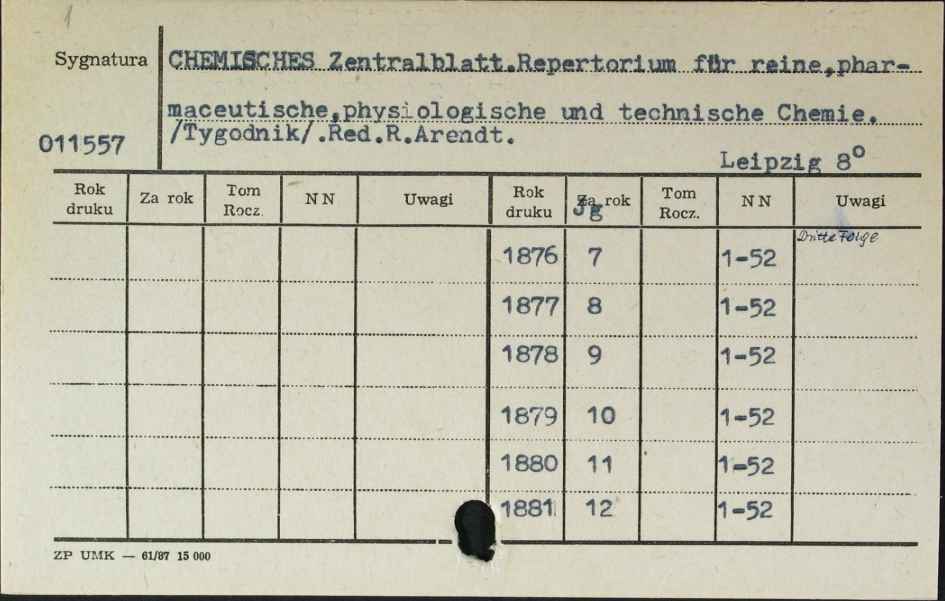 1
Sygnatura CHEMISCHES Zentralblatt.Repertorium für reine,phar-
maceutische,physiologische und technische Chemie.
011557 /Tygodnik/.Red.R.Arendt.
Leipzig 8°
Rok druku Za rok Tom Rocz. NN Uwagi Rok druku Jg rok Tom Rocz. NN Uwagi
Dritte Folge
1876 7 1-52
1877 8 1-52
1878 9 1-52
1879 10 1-52
1880 11 1-52
1881 12 1-52
ZP UMK — 61/87 15 000